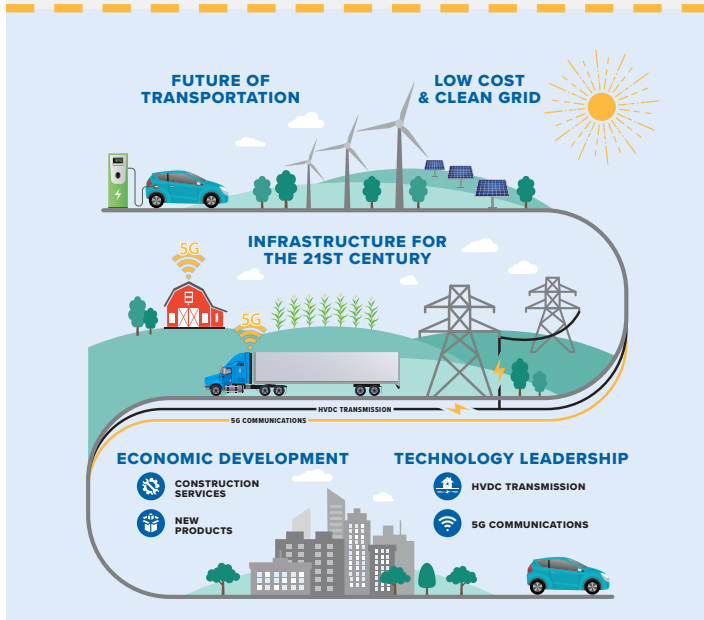 FUTURE OF
TRANSPORTATION
LOW COST
& CLEAN GRID
5G
INFRASTRUCTURE FOR
THE 21ST CENTURY
5G
HVDC TRANSMISSION
5G COMMUNICATIONS
ECONOMIC DEVELOPMENT
CONSTRUCTION
SERVICES
NEW
PRODUCTS
TECHNOLOGY LEADERSHIP
HVDC TRANSMISSION
5G COMMUNICATIONS